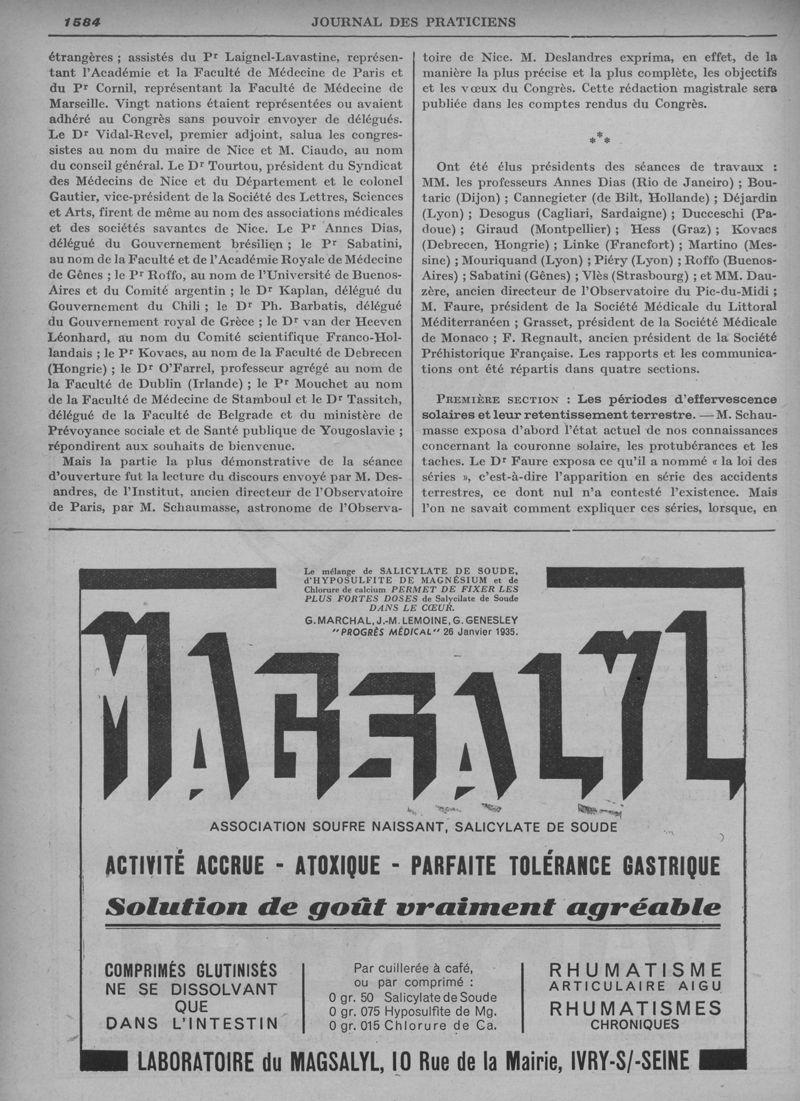 1584
JOURNAL DES PRATICIENS
étrangères ; assistés du Pr Laignel-Lavastine, représen-
tant l'Académie et la Faculté de Médecine de Paris et
du Pr Cornil, représentant la Faculté de Médecine de
Marseille. Vingt nations étaient représentées ou avaient
adhéré au Congrès sans pouvoir envoyer de délégués.
Le Dr Vidal-Revel, premier adjoint, salua les congres-
sistes au nom du maire de Nice et M. Ciaudo, au nom
du conseil général. Le Dr Tourtou, président du Syndicat
des Médecins de Nice et du Département et le colonel
Gautier, vice-président de la Société des Lettres, Sciences
et Arts, firent de même au nom des associations médicales
et des sociétés savantes de Nice. Le Pr Annes Dias,
délégué du Gouvernement brésilien ; le Pr Sabatini,
au nom de la Faculté et de l'Académie Royale de Médecine
de Gênes ; le Pr Roffo, au nom de l'Université de Buenos-
Aires et du Comité argentin ; le Dr Kaplan, délégué du
Gouvernement du Chili ; le Dr Ph. Barbatis, délégué
du Gouvernement royal de Grèce ; le Dr van der Heeven
Léonhard, au nom du Comité scientifique Franco-Hol-
landais ; le Pr Kovacs, au nom de la Faculté de Debrecen
(Hongrie) ; le Dr O'Farrel, professeur agrégé au nom de
la Faculté de Dublin (Irlande) ; le Pr Mouchet au nom
de la Faculté de Médecine de Stamboul et le Dr Tassitch,
délégué de la Faculté de Belgrade et du ministère de
Prévoyance sociale et de Santé publique de Yougoslavie ;
répondirent aux souhaits de bienvenue.
Mais la partie la plus démonstrative de la séance
d'ouverture fut la lecture du discours envoyé par M. Des-
andres, de l'Institut, ancien directeur de l'Observatoire
de Paris, par M. Schaumasse, astronome de l'Observa-
toire de Nice. M. Deslandres exprima, en effet, de la
manière la plus précise et la plus complète, les objectifs
et les vœux du Congrès. Cette rédaction magistrale sera
publiée dans les comptes rendus du Congrès.
***
Ont été élus présidents des séances de travaux :
MM. les professeurs Annes Dias (Rio de Janeiro) ; Bou-
taric (Dijon) ; Cannegieter (de Bilt, Hollande) ; Déjardin
(Lyon) ; Desogus (Cagliari, Sardaigne) ; Ducceschi (Pa-
doue) ; Giraud (Montpellier) ; Hess (Graz) ; Kovacs
(Debrecen, Hongrie) ; Linke (Francfort) ; Martino (Mes-
sine) ; Mouriquand (Lyon) ; Piéry (Lyon) ; Roffo (Buenos-
Aires) ; Sabatini (Gênes) ; Vlès (Strasbourg) ; et MM. Dau-
zère, ancien directeur de l'Observatoire du Pic-du-Midi ;
M. Faure, président de la Société Médicale du Littoral
Méditerranéen ; Grasset, président de la Société Médicale
de Monaco ; F. Regnault, ancien président de la Société
Préhistorique Française. Les rapports et les communica-
tions ont été répartis dans quatre sections.
PREMIÈRE SECTION : Les périodes d'effervescence
solaires et leur retentissement terrestre. — M. Schau-
masse exposa d'abord l'état actuel de nos connaissances
concernant la couronne solaire, les protubérances et les
taches. Le Dr Faure exposa ce qu'il a nommé « la loi des
séries », c'est-à-dire l'apparition en série des accidents
terrestres, ce dont nul n'a contesté l'existence. Mais
l'on ne savait comment expliquer ces séries, lorsque, en
Le mélange de SALICYLATE DE SOUDE,
d'HYPOSULFITE DE MAGNÉSIUM et de
Chlorure de calcium PERMET DE FIXER LES
PLUS FORTES DOSES de Salycilate de Soude
DANS LE CŒUR.
G. MARCHAL, J.-M. LEMOINE, G. GENESLEY
"PROGRÈS MÉDICAL" 26 Janvier 1935.
MAGSALYL
ASSOCIATION SOUFRE NAISSANT, SALICYLATE DE SOUDE
ACTIVITÉ ACCRUE - ATOXIQUE - PARFAITE TOLÉRANCE GASTRIQUE
Solution de goût vraiment agréable
COMPRIMÉS GLUTINISÉS
NE SE DISSOLVANT
QUE
DANS L'INTESTIN
Par cuillerée à café,
ou par comprimé :
0 gr. 50 Salicylate de Soude
0 gr. 075 Hyposulfite de Mg.
0 gr. 015 Chlorure de Ca.
RHUMATISME
ARTICULAIRE AIGU
RHUMATISMES
CHRONIQUES
LABORATOIRE du MAGSALYL, 10 Rue de la Mairie, IVRY-S/-SEINE